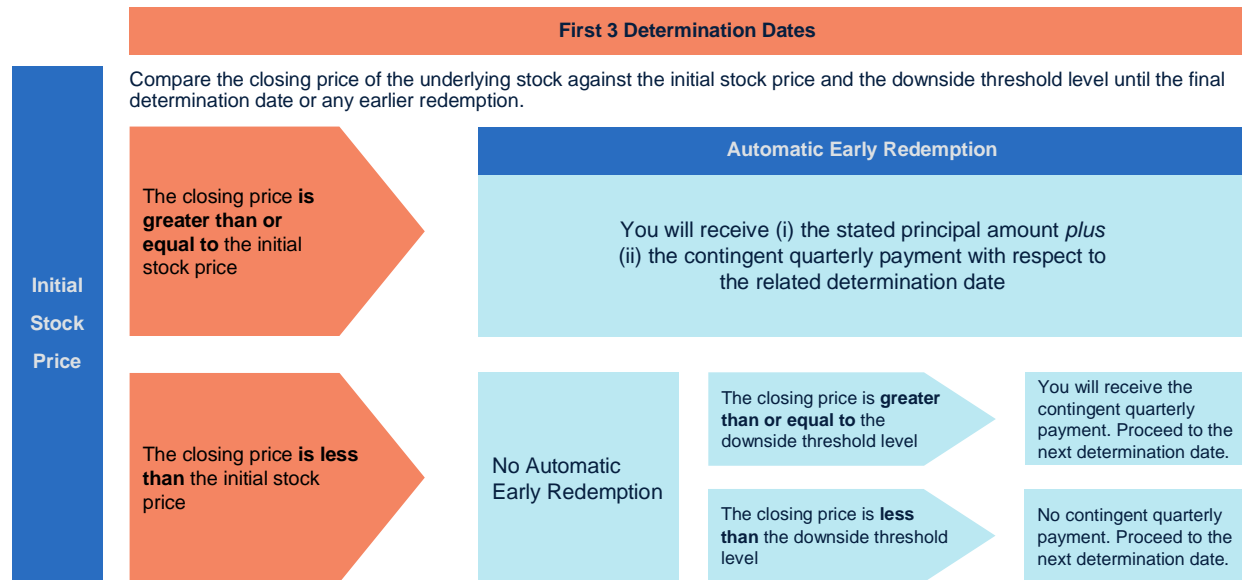 First 3 Determination Dates
Compare the closing price of the underlying stock against the initial stock price and the downside threshold level until the final
determination date or any earlier redemption.
Initial
Stock
Price
The closing price is
greater than or
equal to the initial
stock price
Automatic Early Redemption
You will receive (i) the stated principal amount plus
(ii) the contingent quarterly payment with respect to
the related determination date
The closing price is less
than the initial stock
price
No Automatic
Early Redemption
The closing price is greater
than or equal to the
downside threshold level
You will receive the
contingent quarterly
payment. Proceed to the
next determination date.
The closing price is less
than the downside threshold
level
No contingent quarterly
payment. Proceed to the
next determination date.